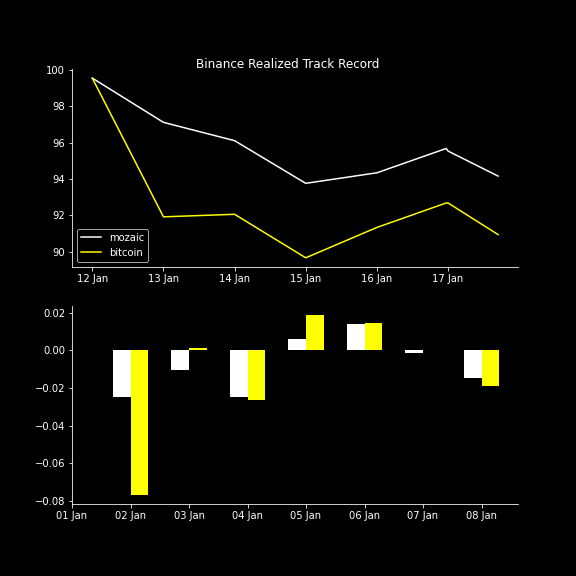 Binance Realized Track Record
100
98
96
94
92
90
mozaic
bitcoin
12 Jan 13 Jan 14 Jan 15 Jan 16 Jan 17 Jan
0.02
0.00
−0.02
−0.04
−0.06
−0.08
01 Jan 02 Jan 03 Jan 04 Jan 05 Jan 06 Jan 07 Jan 08 Jan